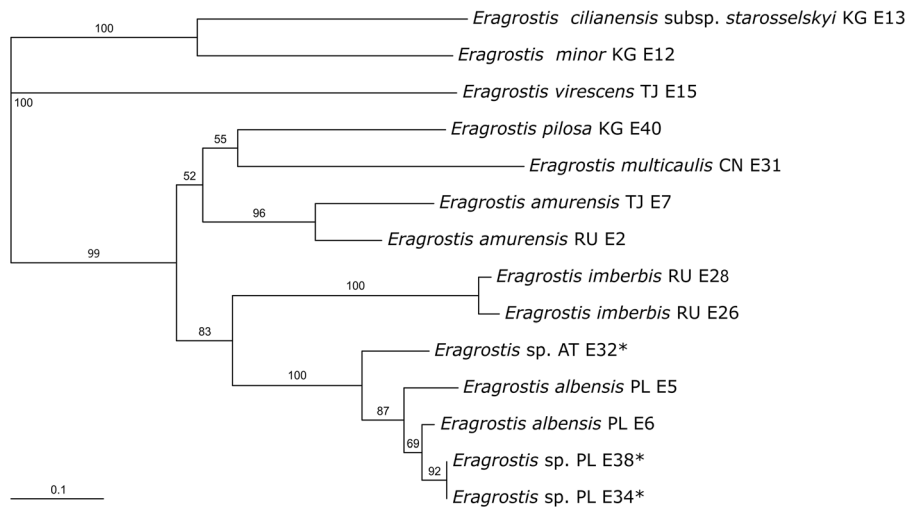 Eragrostis cilianensis subsp. starosselskyi KG E13
100
Eragrostis minor KG E12
Eragrostis virescens TJ E15
100
Eragrostis pilosa KG E40
55
Eragrostis multicaulis CN E31
52
Eragrostis amurensis TJ E7
96
Eragrostis amurensis RU E2
99
Eragrostis imberbis RU E28
100
Eragrostis imberbis RU E26
83
Eragrostis sp. AT E32*
100
Eragrostis albensis PL E5
87
Eragrostis albensis PL E6
69
Eragrostis sp. PL E38*
92
Eragrostis sp. PL E34*
0.1